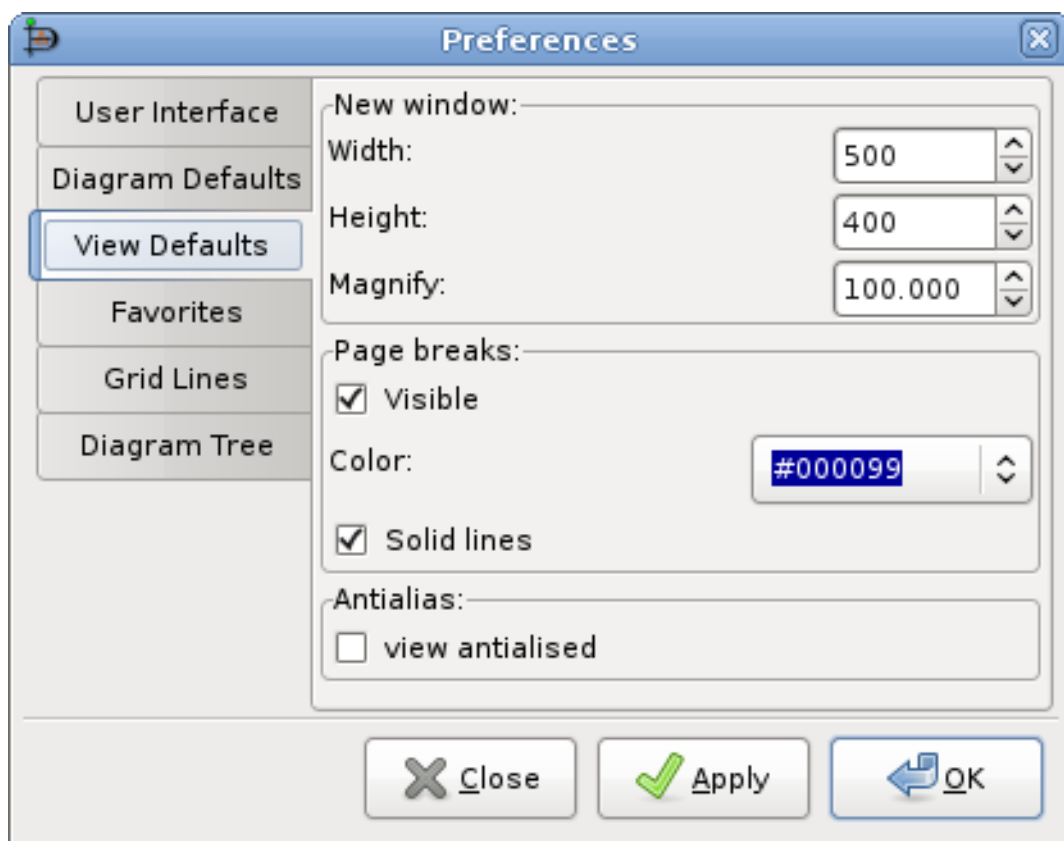 Preferences
User Interface
Diagram Defaults
View Defaults
Favorites
Grid Lines
Diagram Tree
New window:
Width: 500
Height: 400
Magnify: 100.000
Page breaks:
Visible
Color: #000099
Solid lines
Antialias:
view antialised
Close Apply OK